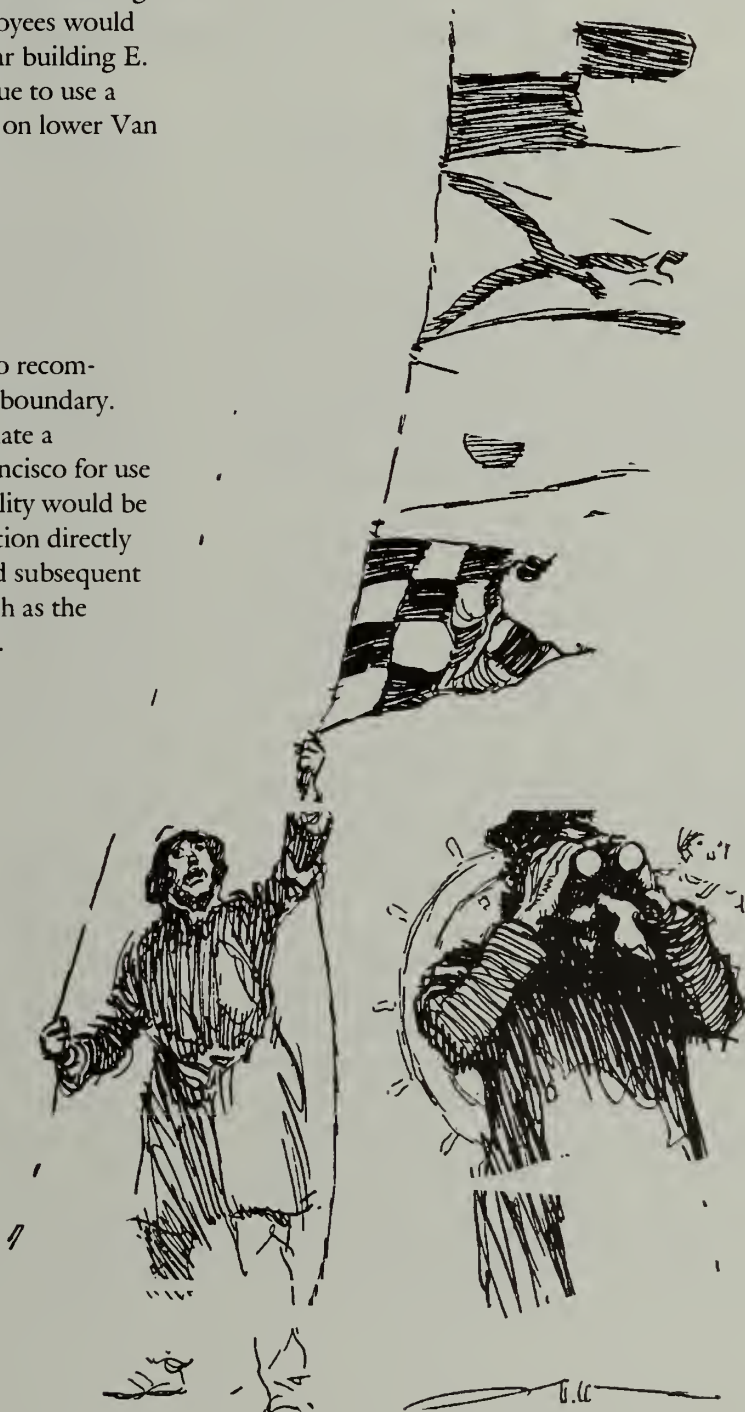 oyees would
ar building E.
ue to use a
on lower Van
o recom-
boundary.
ate a
ncisco for use
lity would be
tion directly
d subsequent
ch as the